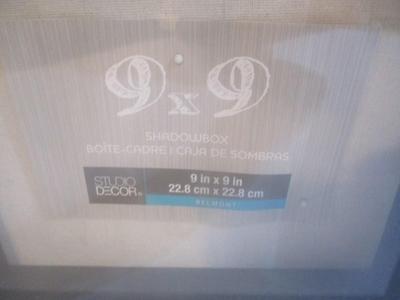 9x9
SHADOWBOX
BOÎTE-CADRE | CAJA DE SOMBRAS
STUDIO
DECOR®
9 in x 9 in
22.8 cm x 22.8 cm
BELMONT